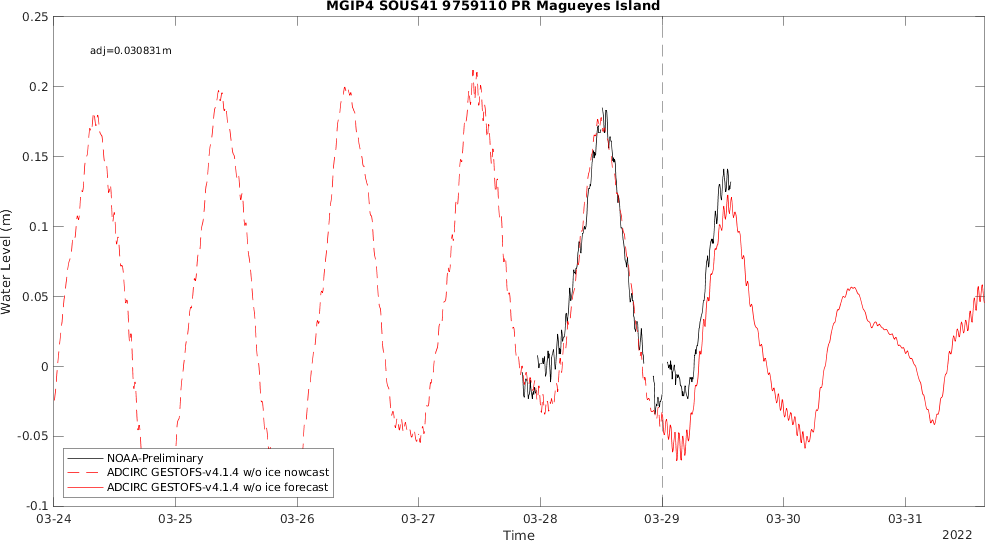 MGIP4 SOUS41 9759110 PR Magueyes Island
adj=0.030831m
0.25
0.2
0.15
0.1
0.05
0
-0.05
-0.1
Water Level (m)
NOAA-Preliminary
ADCIRC GESTOFS-v4.1.4 w/o ice nowcast
ADCIRC GESTOFS-v4.1.4 w/o ice forecast
03-24 03-25 03-26 03-27 03-28 03-29 03-30 03-31
Time
2022